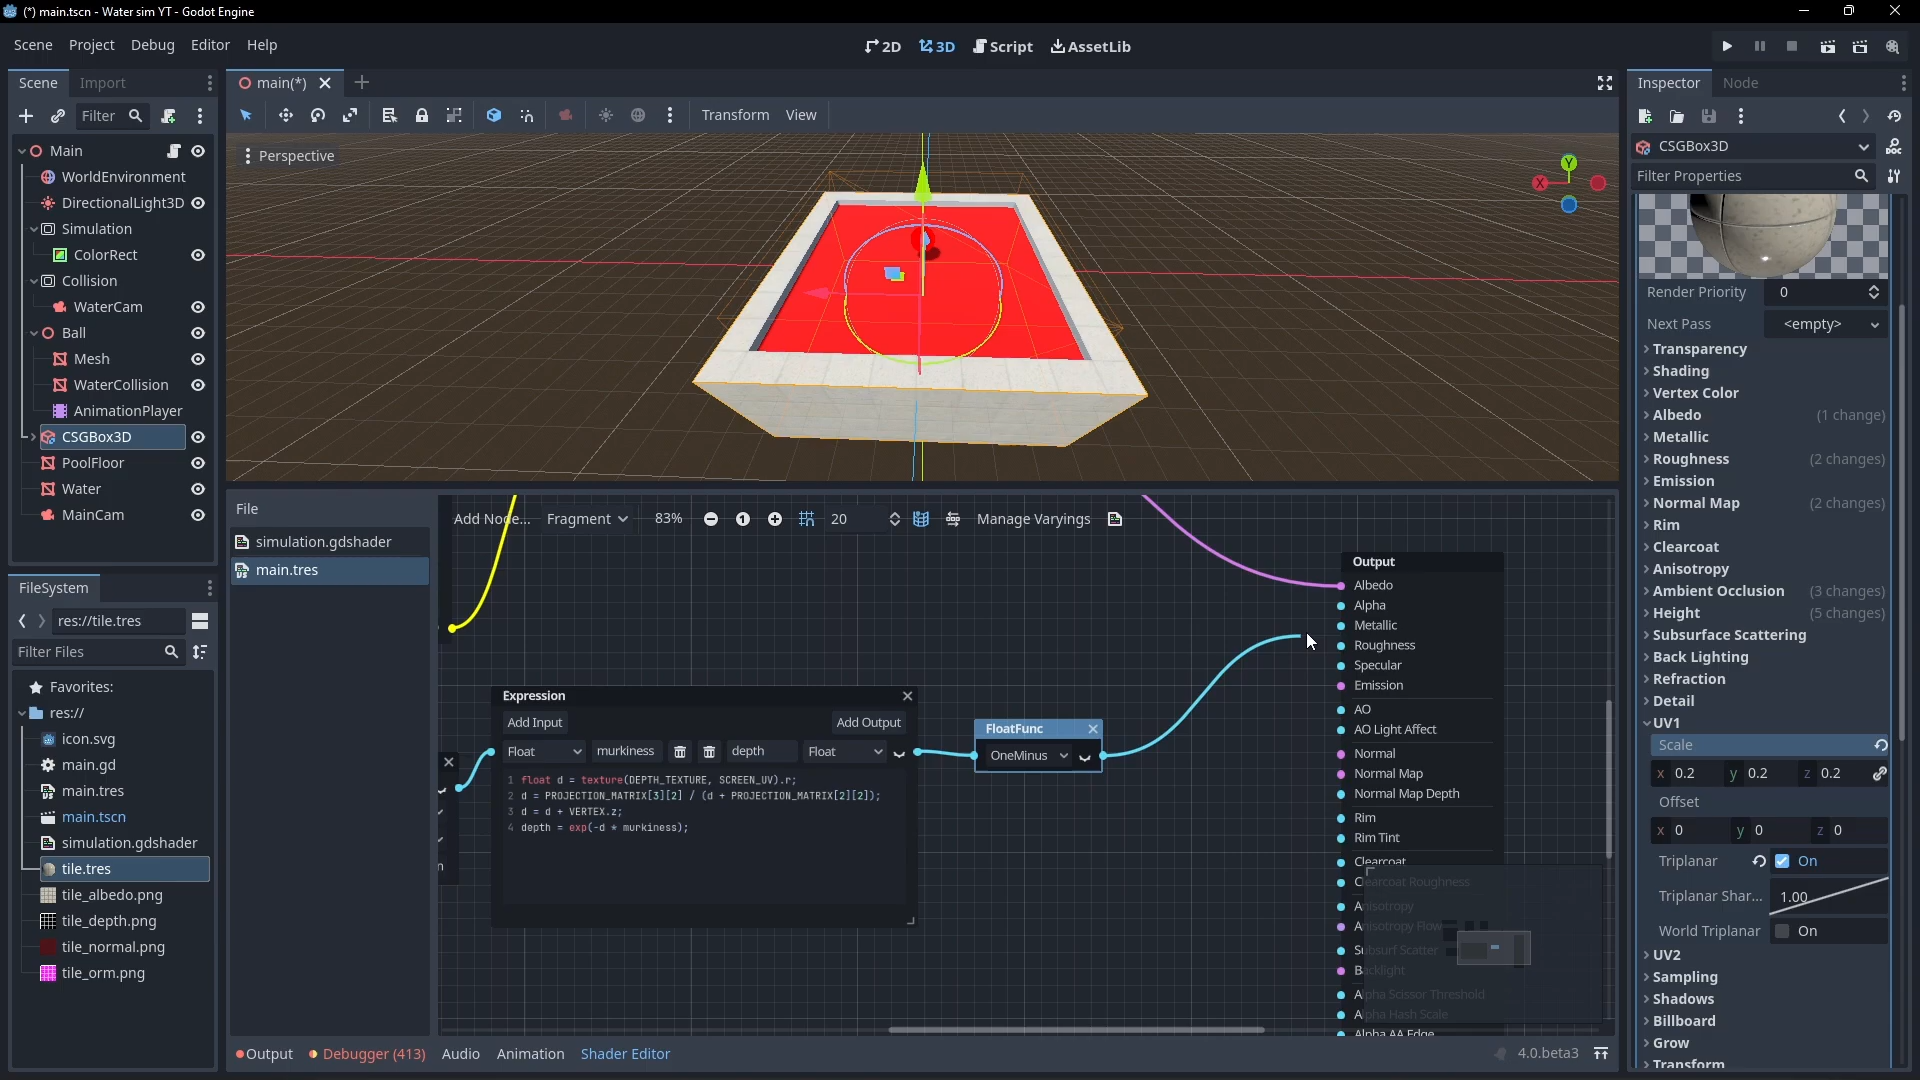 (*) main.tscn - Water sim YT - Godot Engine
Scene Project Debug Editor Help
2D 3D Script AssetLib
Scene Import
Filter
Main
WorldEnvironment
DirectionalLight3D
Simulation
ColorRect
Collision
WaterCam
Ball
Mesh
WaterCollision
AnimationPlayer
CSGBox3D
PoolFloor
Water
MainCam
FileSystem
res://tile.tres
Filter Files
Favorites:
res://
icon.svg
main.gd
main.tres
main.tscn
simulation.gdshader
tile.tres
tile_albedo.png
tile_depth.png
tile_normal.png
tile_orm.png
main(*)
Transform View
Perspective
X Y
File
simulation.gdshader
main.tres
Add Node... Fragment 83% 1 20 Manage Varyings
Expression
Add Input Add Output
Float murkiness depth Float
1 float d = texture(DEPTH_TEXTURE, SCREEN_UV).r;
2 d = PROJECTION_MATRIX[3][2] / (d + PROJECTION_MATRIX[2][2]);
3 d = d + VERTEX.z;
4 depth = exp(-d * murkiness);
FloatFunc
OneMinus
Output
Albedo
Alpha
Metallic
Roughness
Specular
Emission
AO
AO Light Affect
Normal
Normal Map
Normal Map Depth
Rim
Rim Tint
Clearcoat
Clearcoat Roughness
Anisotropy
Anisotropy Flow
Subsurf Scatter
Backlight
Alpha Scissor Threshold
Alpha Hash Scale
Alpha AA Edge
Output Debugger (413) Audio Animation Shader Editor 4.0.beta3
Inspector Node
CSGBox3D
Filter Properties
Render Priority 0
Next Pass <empty>
Transparency
Shading
Vertex Color
Albedo (1 change)
Metallic
Roughness (2 changes)
Emission
Normal Map (2 changes)
Rim
Clearcoat
Anisotropy
Ambient Occlusion (3 changes)
Height (5 changes)
Subsurface Scattering
Back Lighting
Refraction
Detail
UV1
Scale
x 0.2 y 0.2 z 0.2
Offset
x 0 y 0 z 0
Triplanar On
Triplanar Shar... 1.00
World Triplanar On
UV2
Sampling
Shadows
Billboard
Grow
Transform